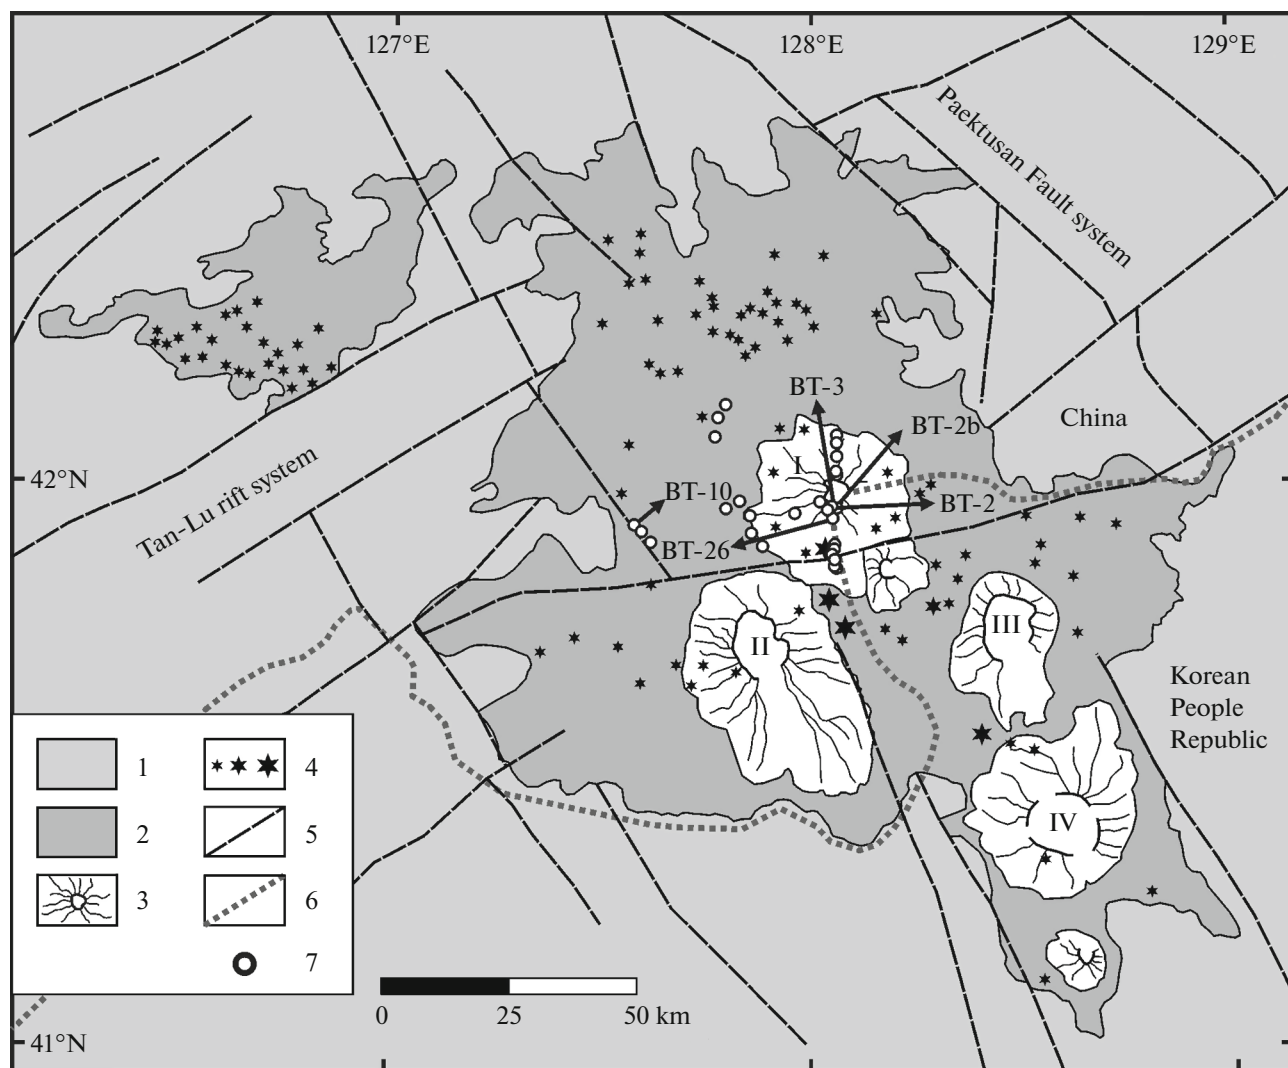 127°E
128°E
129°E
Paektusan Fault system
BT-3
BT-2b
China
I
42°N
BT-10
BT-2
Tan-Lu rift system
BT-26
III
II
Korean
People
Republic
1
4
2
5
IV
3
6
7
0
25
50 km
41°N